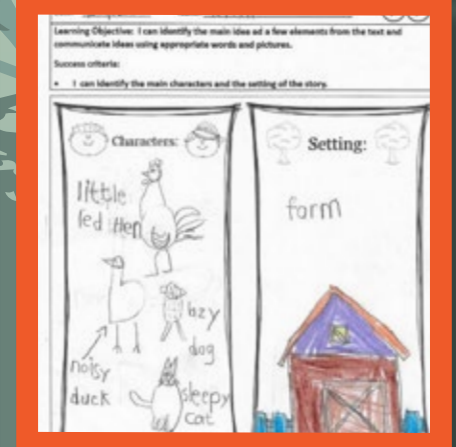 Learning Objective: I can identify the main idea ad a few elements from the text and
communicate ideas using appropriate words and pictures.
Success criteria:
• I can identify the main characters and the setting of the story.
Characters:
little
led Hen
noisy
duck
lazy
dog
sleepy
cat
Setting:
farm